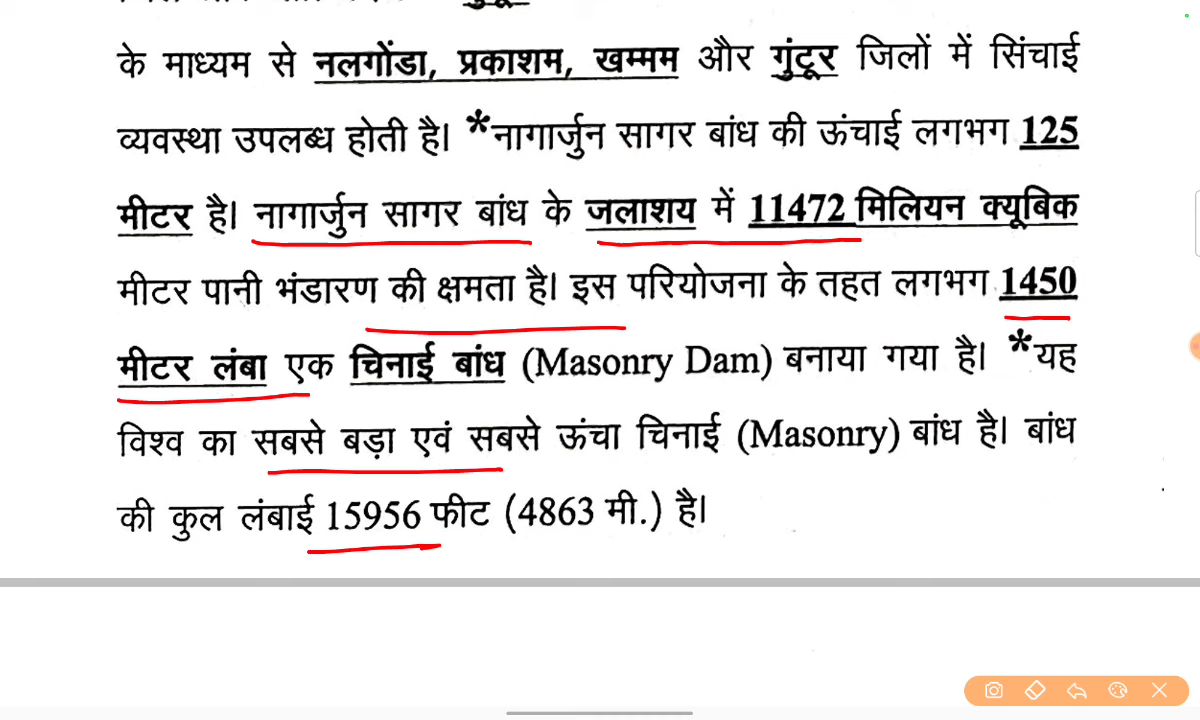 के माध्यम से नलगोंडा, प्रकाशम, खम्मम और गुंटूर जिलों में सिंचाई
व्यवस्था उपलब्ध होती है। *नागार्जुन सागर बांध की ऊंचाई लगभग 125
मीटर है। नागार्जुन सागर बांध के जलाशय में 11472 मिलियन क्यूबिक
मीटर पानी भंडारण की क्षमता है। इस परियोजना के तहत लगभग 1450
मीटर लंबा एक चिनाई बांध (Masonry Dam) बनाया गया है। *यह
विश्व का सबसे बड़ा एवं सबसे ऊंचा चिनाई (Masonry) बांध है। बांध
की कुल लंबाई 15956 फीट (4863 मी.) है।